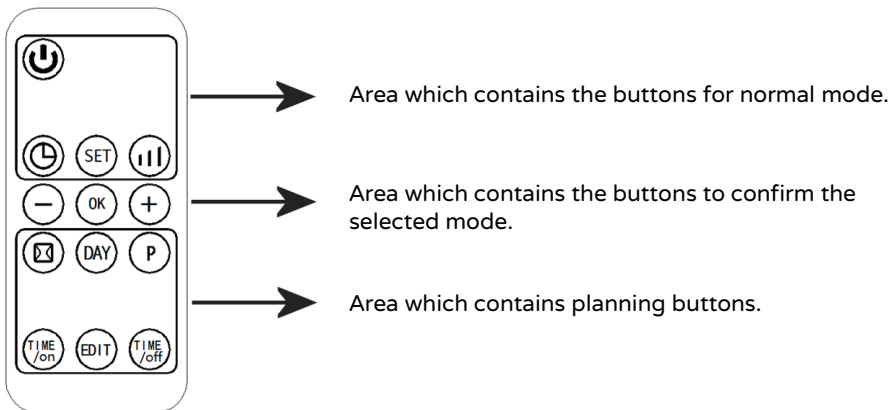 Area which contains the buttons for normal mode.
SET
- OK +
Area which contains the buttons to confirm the
selected mode.
DAY P
Area which contains planning buttons.
TIME /on EDIT TIME /off